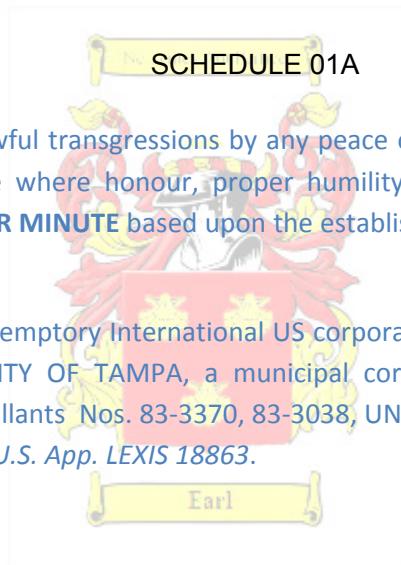 SCHEDULE 01A
wful transgressions by any peace
where honour, proper humility
R MINUTE based upon the establis
emptory International US corpora
ITY OF TAMPA, a municipal cor
llants Nos. 83-3370, 83-3038, UN
U.S. App. LEXIS 18863.
Earl